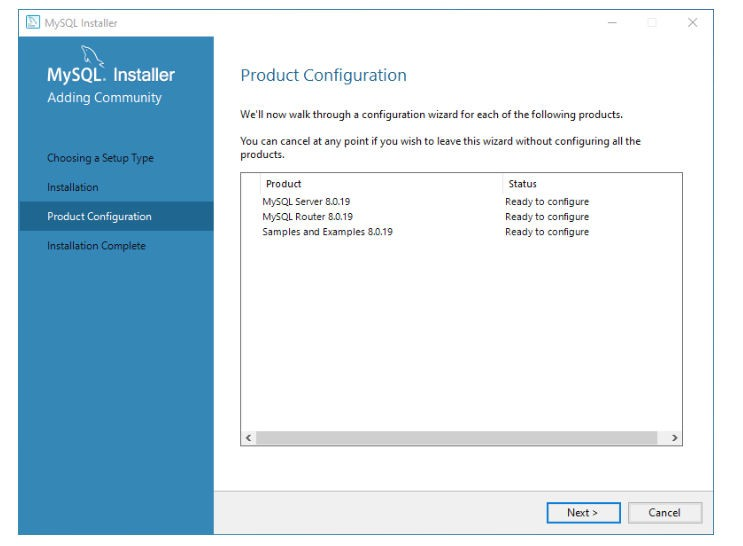 MySQL Installer
MySQL. Installer
Adding Community
Choosing a Setup Type
Installation
Product Configuration
Installation Complete
Product Configuration
We'll now walk through a configuration wizard for each of the following products.
You can cancel at any point if you wish to leave this wizard without configuring all the
products.
Product Status
MySQL Server 8.0.19 Ready to configure
MySQL Router 8.0.19 Ready to configure
Samples and Examples 8.0.19 Ready to configure
Next > Cancel